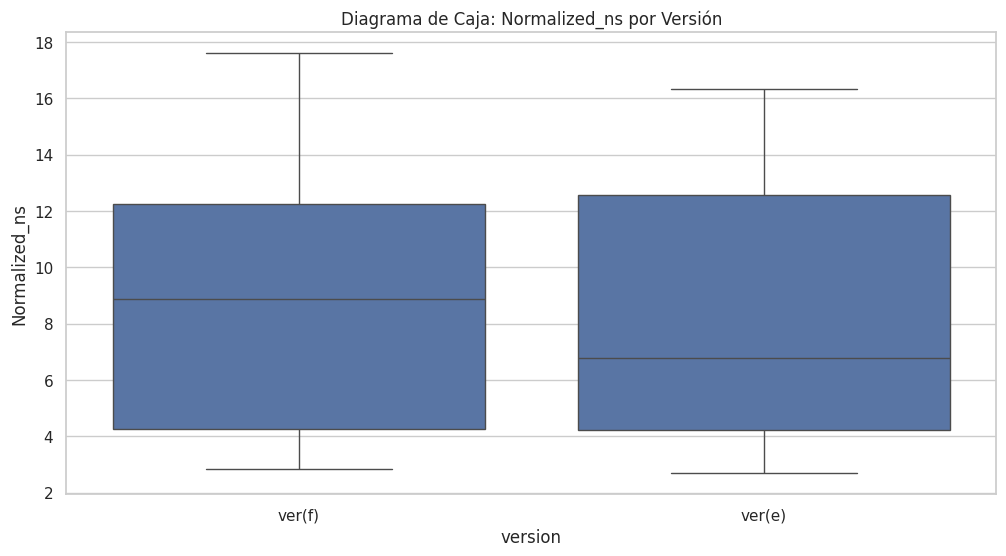 Diagrama de Caja: Normalized_ns por Versión
18
16
14
12
10
8
6
4
2
Normalized_ns
ver(f)
ver(e)
version